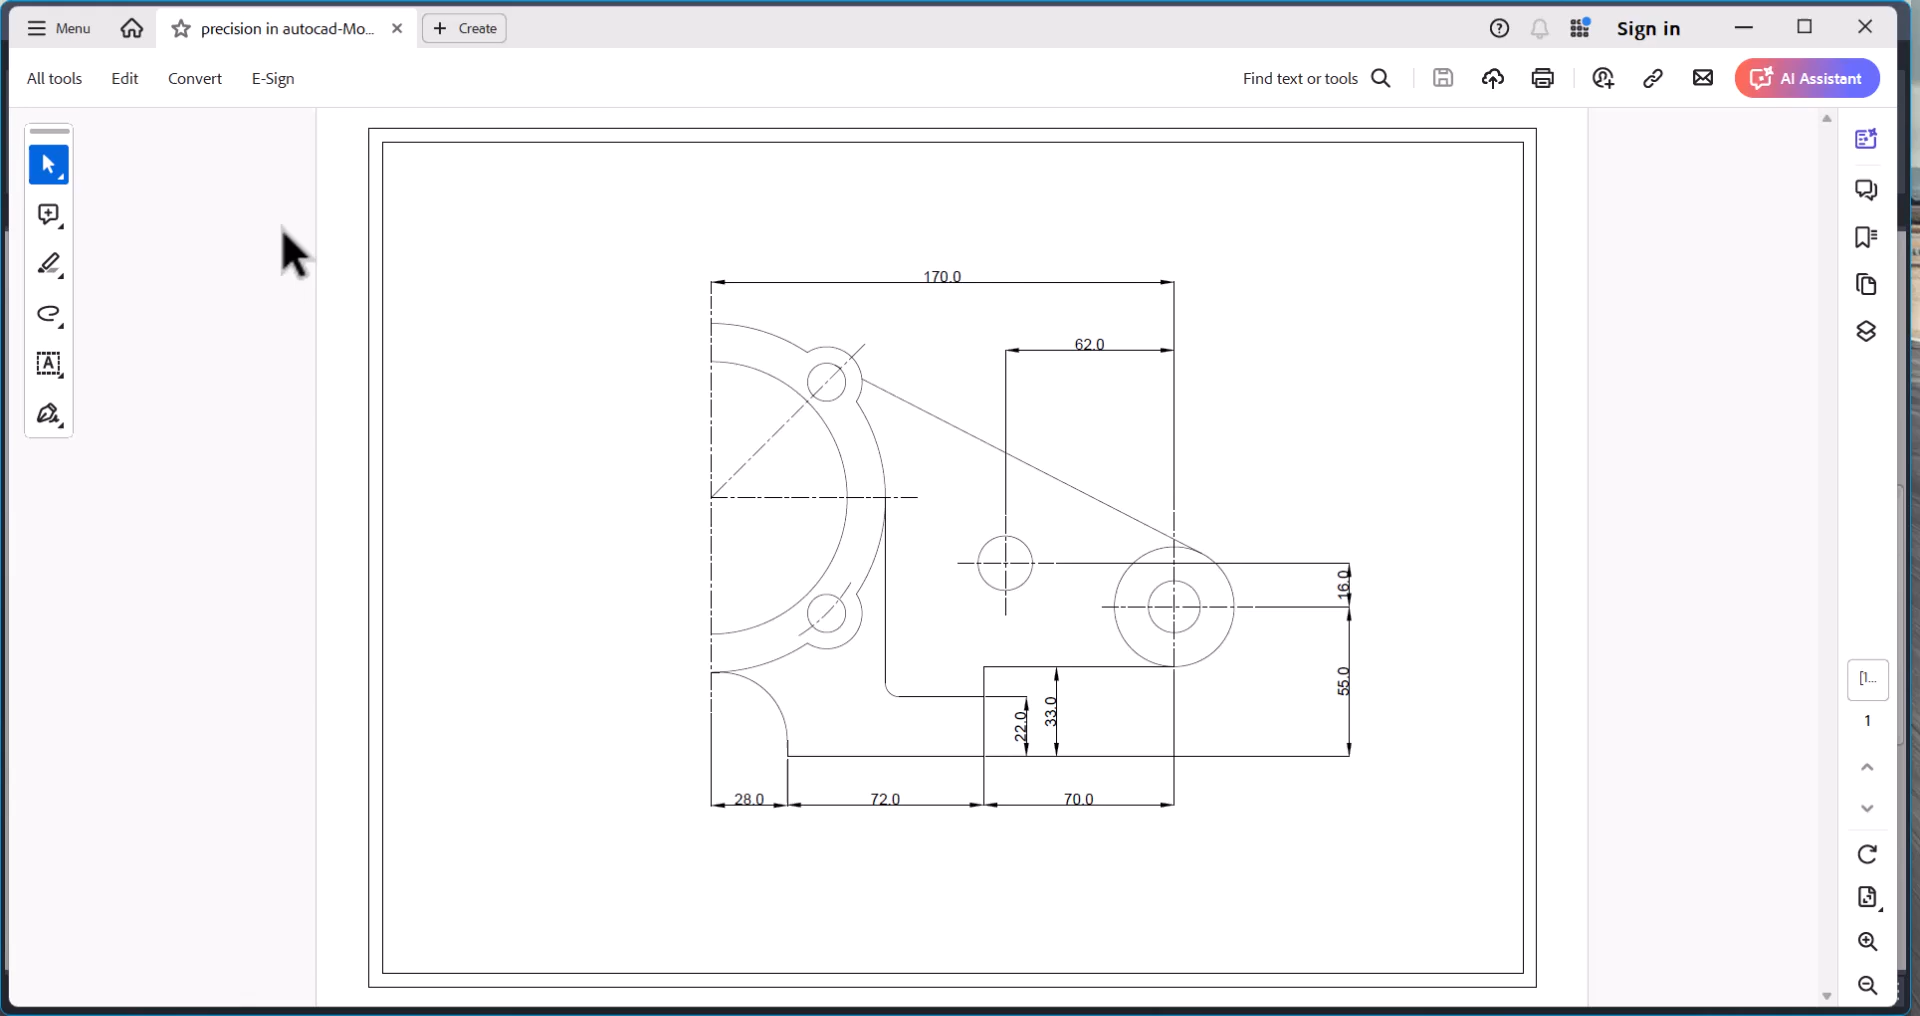 Menu
precision in autocad-Mo...
Create
Sign in
All tools
Edit
Convert
E-Sign
Find text or tools
AI Assistant
170.0
62.0
16.0
55.0
33.0
22.0
28.0
72.0
70.0
[1...
1